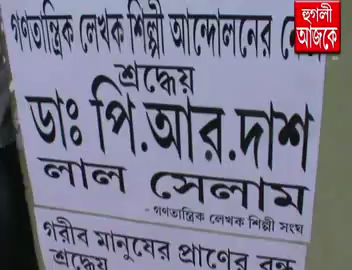 হুগলী
আজকে
গণতান্ত্রিক লেখক শিল্পী আন্দোলনের
শ্রদ্ধেয়
ডাঃ পি.আর.দাশ
লাল সেলাম
- গণতান্ত্রিক লেখক শিল্পী সংঘ
গরীব মানুষের প্রাণের বন্ধু
শ্রদ্ধেয়